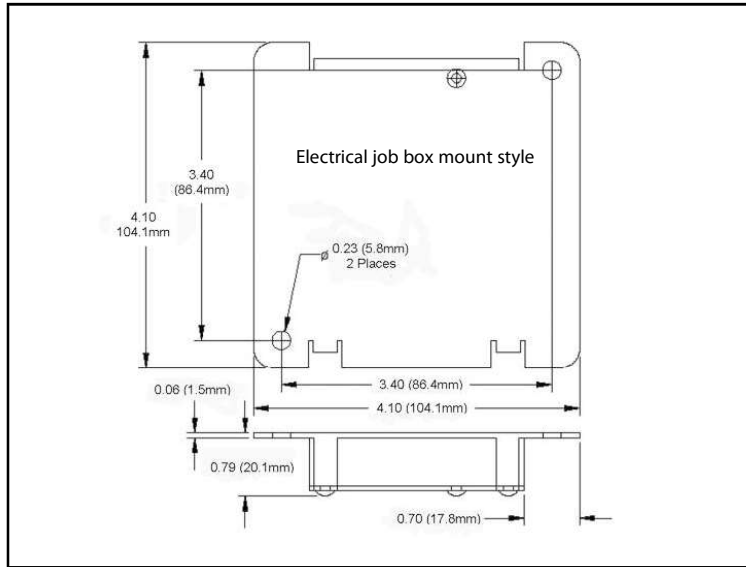 Electrical job box mount style
3.40
(86.4mm)
4.10
104.1mm
ø 0.23 (5.8mm)
2 Places
3.40 (86.4mm)
0.06 (1.5mm)
4.10 (104.1mm)
0.79 (20.1mm)
0.70 (17.8mm)